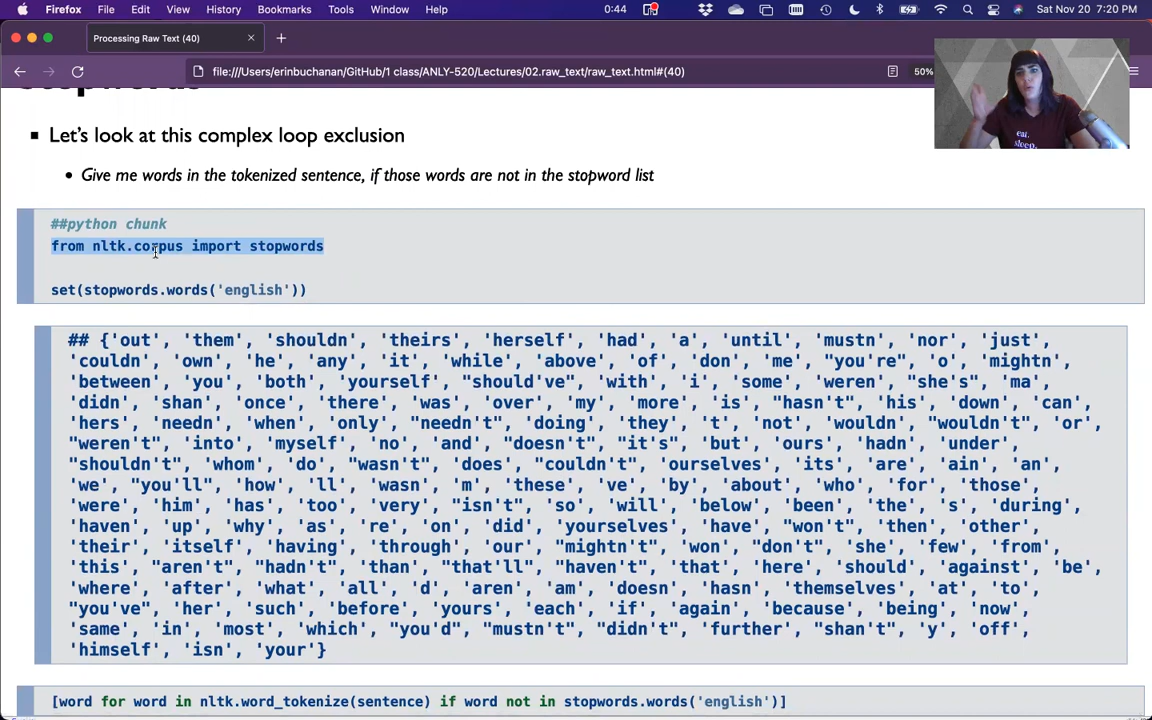 Firefox File Edit View History Bookmarks Tools Window Help 0:44 Sat Nov 20 7:20 PM
Processing Raw Text (40)
file:///Users/erinbuchanan/GitHub/1 class/ANLY-520/Lectures/02.raw_text/raw_text.html#(40) 50%
Stopwords
Let's look at this complex loop exclusion
Give me words in the tokenized sentence, if those words are not in the stopword list
##python chunk
from nltk.corpus import stopwords
set(stopwords.words('english'))
## {'out', 'them', 'shouldn', 'theirs', 'herself', 'had', 'a', 'until', 'mustn', 'nor', 'just',
'couldn', 'own', 'he', 'any', 'it', 'while', 'above', 'of', 'don', 'me', "you're", 'o', 'mightn',
'between', 'you', 'both', 'yourself', "should've", 'with', 'i', 'some', 'weren', "she's", 'ma',
'didn', 'shan', 'once', 'there', 'was', 'over', 'my', 'more', 'is', "hasn't", 'his', 'down', 'can',
'hers', 'needn', 'when', 'only', "needn't", 'doing', 'they', 't', 'not', 'wouldn', "wouldn't", 'or',
"weren't", 'into', 'myself', 'no', 'and', "doesn't", "it's", 'but', 'ours', 'hadn', 'under',
"shouldn't", 'whom', 'do', "wasn't", 'does', "couldn't", 'ourselves', 'its', 'are', 'ain', 'an',
'we', "you'll", 'how', 'll', 'wasn', 'm', 'these', 've', 'by', 'about', 'who', 'for', 'those',
'were', 'him', 'has', 'too', 'very', "isn't", 'so', 'will', 'below', 'been', 'the', 's', 'during',
'haven', 'up', 'why', 'as', 're', 'on', 'did', 'yourselves', 'have', "won't", 'then', 'other',
'their', 'itself', 'having', 'through', 'our', "mightn't", 'won', "don't", 'she', 'few', 'from',
'this', "aren't", "hadn't", 'than', "that'll", "haven't", 'that', 'here', 'should', 'against', 'be',
'where', 'after', 'what', 'all', 'd', 'aren', 'am', 'doesn', 'hasn', 'themselves', 'at', 'to',
"you've", 'her', 'such', 'before', 'yours', 'each', 'if', 'again', 'because', 'being', 'now',
'same', 'in', 'most', 'which', "you'd", "mustn't", "didn't", 'further', "shan't", 'y', 'off',
'himself', 'isn', 'your'}
[word for word in nltk.word_tokenize(sentence) if word not in stopwords.words('english')]
eat.
sleep.